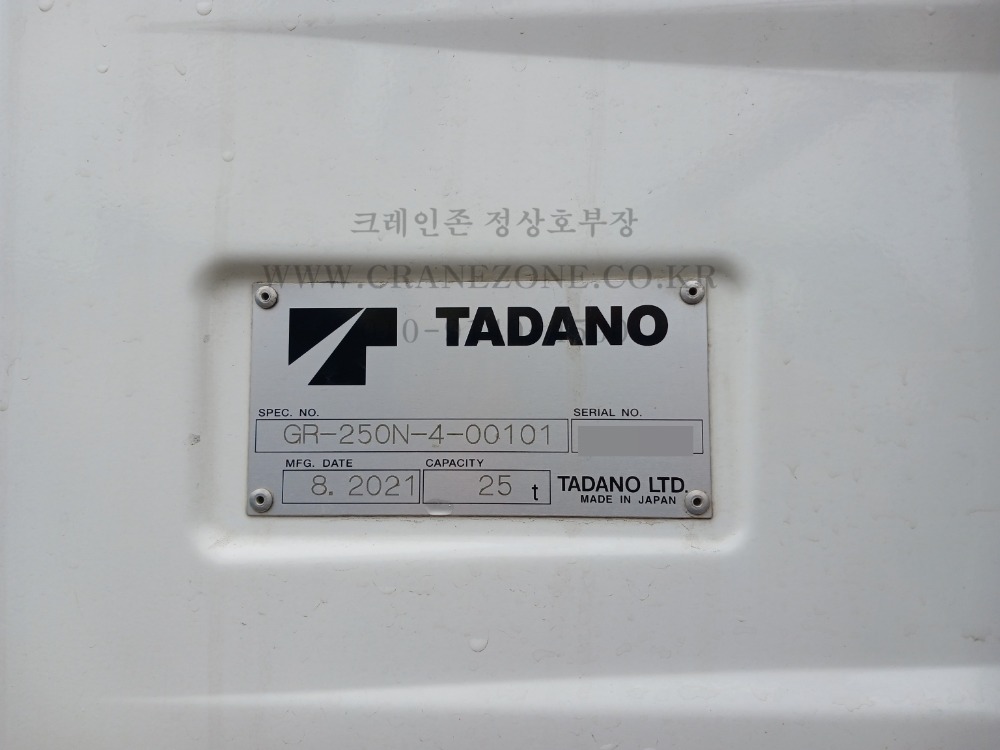 크레인존 정상호부장
WWW.CRANEZONE.CO.KR
TADANO
SPEC. NO.
SERIAL NO.
GR-250N-4-00101
MFG. DATE
CAPACITY
8. 2021
25 t
TADANO LTD.
MADE IN JAPAN